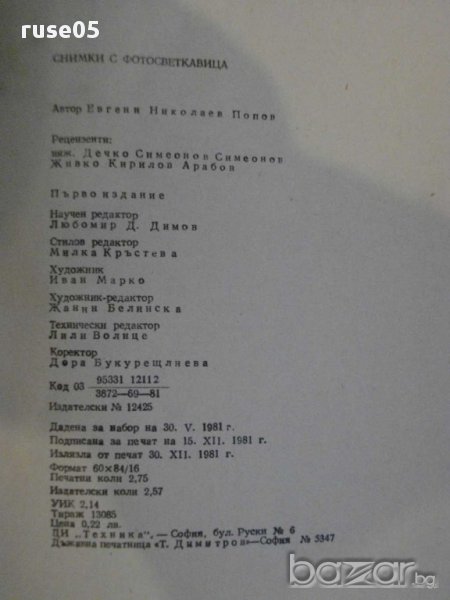 ruse05
СНИМКИ С ФОТОСВЕТКАВИЦА
Автор Евгени Николаев Попов
Рецензенти:
инж. Дечко Симеонов Симеонов
Живко Кирилов Арабов
Първо издание
Научен редактор
Любомир Д. Димов
Стилов редактор
Милка Кръстева
Художник
Иван Марко
Художник-редактор
Жанин Белинска
Технически редактор
Лили Волпце
Коректор
Дора Букурещлиева
Код 03 95331 12112
3872—69—81
Издателски № 12425
Дадена за набор на 30. V. 1981 г.
Подписана за печат на 15. XII. 1981 г.
Излязла от печат 30. XII. 1981 г.
Формат 60×84/16
Печатни коли 2,75
Издателски коли 2,57
УИК 2,14
Тираж 13085
Цена 0,22 лв.
ДИ „Техника“, — София, бул. Руски № 6
Държавна печатница «Т. Димитров»—София № 5347
bazar.bg